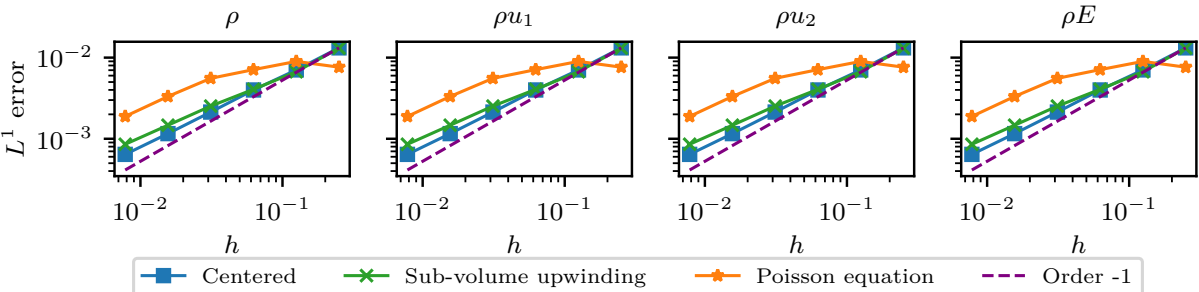 ρ ρu₁ ρu₂ ρE
10⁻²
10⁻³
L¹ error
10⁻² 10⁻¹ 10⁻² 10⁻¹ 10⁻² 10⁻¹ 10⁻² 10⁻¹
h h h h
Centered Sub-volume upwinding Poisson equation Order -1